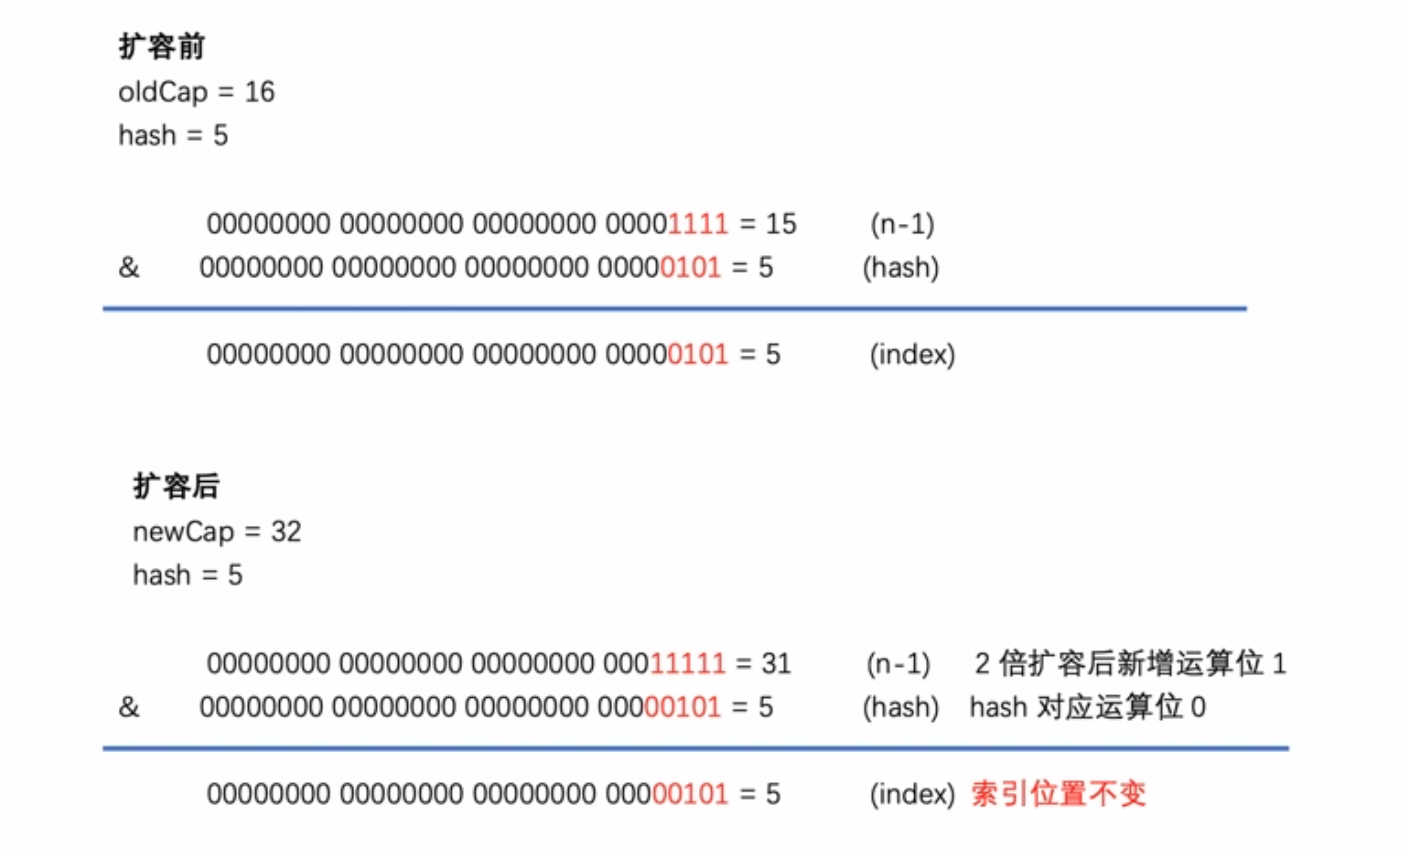 扩容前
oldCap = 16
hash = 5
00000000 00000000 00000000 00001111 = 15 (n-1)
& 00000000 00000000 00000000 00000101 = 5 (hash)
00000000 00000000 00000000 00000101 = 5 (index)
扩容后
newCap = 32
hash = 5
00000000 00000000 00000000 00011111 = 31 (n-1) 2 倍扩容后新增运算位 1
& 00000000 00000000 00000000 00000101 = 5 (hash) hash 对应运算位 0
00000000 00000000 00000000 00000101 = 5 (index) 索引位置不变